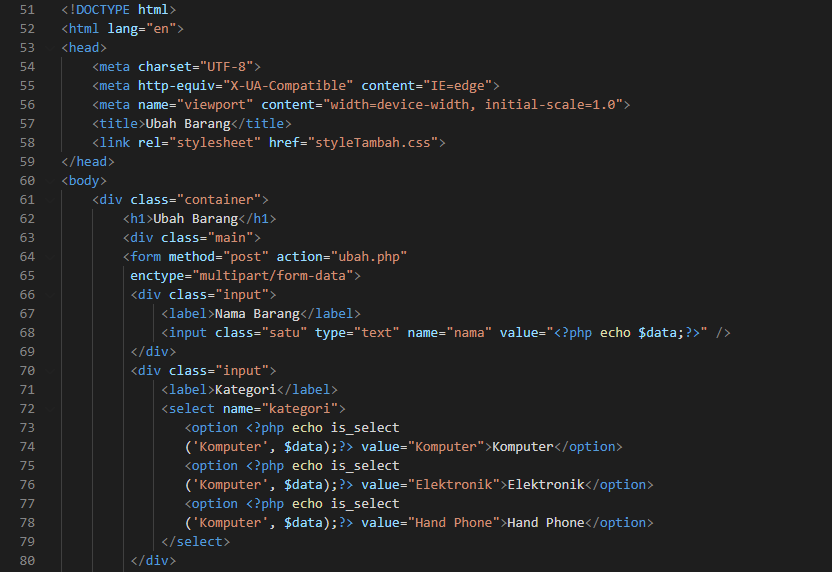 51 <!DOCTYPE html>
52 <html lang="en">
53 <head>
54 <meta charset="UTF-8">
55 <meta http-equiv="X-UA-Compatible" content="IE=edge">
56 <meta name="viewport" content="width=device-width, initial-scale=1.0">
57 <title>Ubah Barang</title>
58 <link rel="stylesheet" href="styleTambah.css">
59 </head>
60 <body>
61 <div class="container">
62 <h1>Ubah Barang</h1>
63 <div class="main">
64 <form method="post" action="ubah.php"
65 enctype="multipart/form-data">
66 <div class="input">
67 <label>Nama Barang</label>
68 <input class="satu" type="text" name="nama" value="<?php echo $data;?>" />
69 </div>
70 <div class="input">
71 <label>Kategori</label>
72 <select name="kategori">
73 <option <?php echo is_select
74 ('Komputer', $data);?> value="Komputer">Komputer</option>
75 <option <?php echo is_select
76 ('Komputer', $data);?> value="Elektronik">Elektronik</option>
77 <option <?php echo is_select
78 ('Komputer', $data);?> value="Hand Phone">Hand Phone</option>
79 </select>
80 </div>